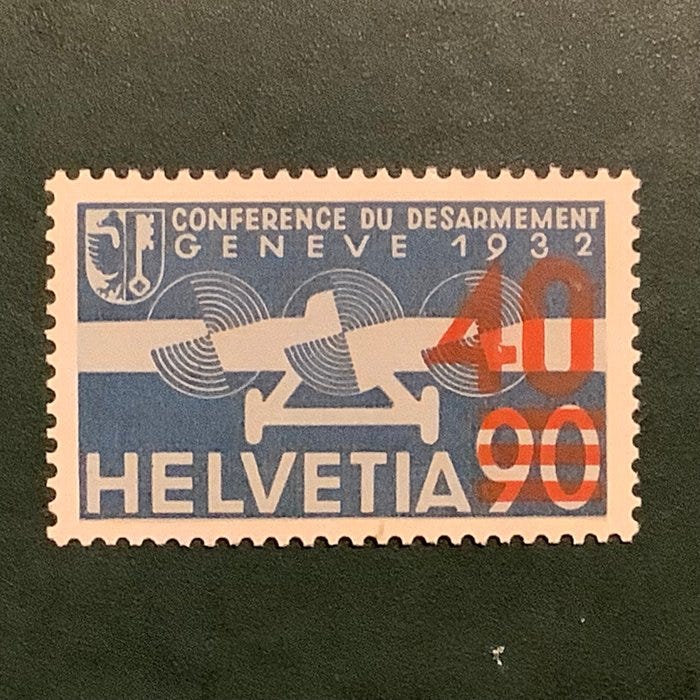 CONFERENCE DU DESARMEMENT
GENEVE 1932
40
HELVETIA 90